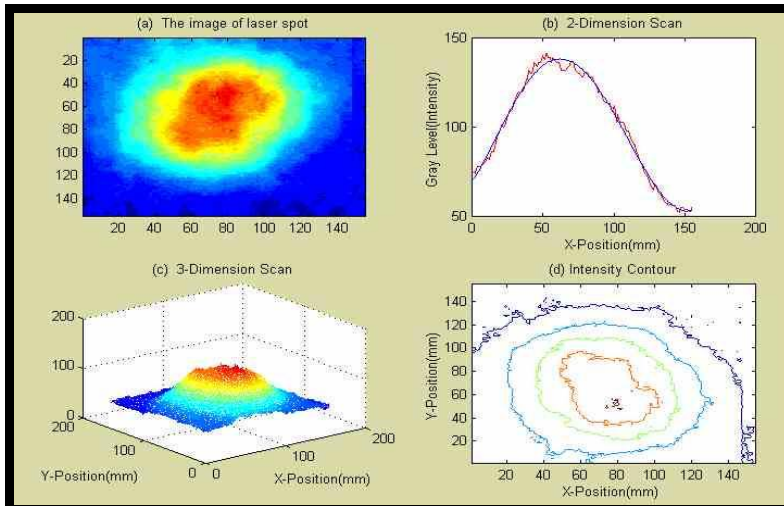 (a) The image of laser spot
20
40
60
80
100
120
140
20 40 60 80 100 120 140
(b) 2-Dimension Scan
Gray Level(Intensity)
150
100
50
0 50 100 150 200
X-Position(mm)
(c) 3-Dimension Scan
200
100
0
200
100
0
0
100
200
Y-Position(mm)
X-Position(mm)
(d) Intensity Contour
Y-Position(mm)
140
120
100
80
60
40
20
20 40 60 80 100 120 140
X-Position(mm)